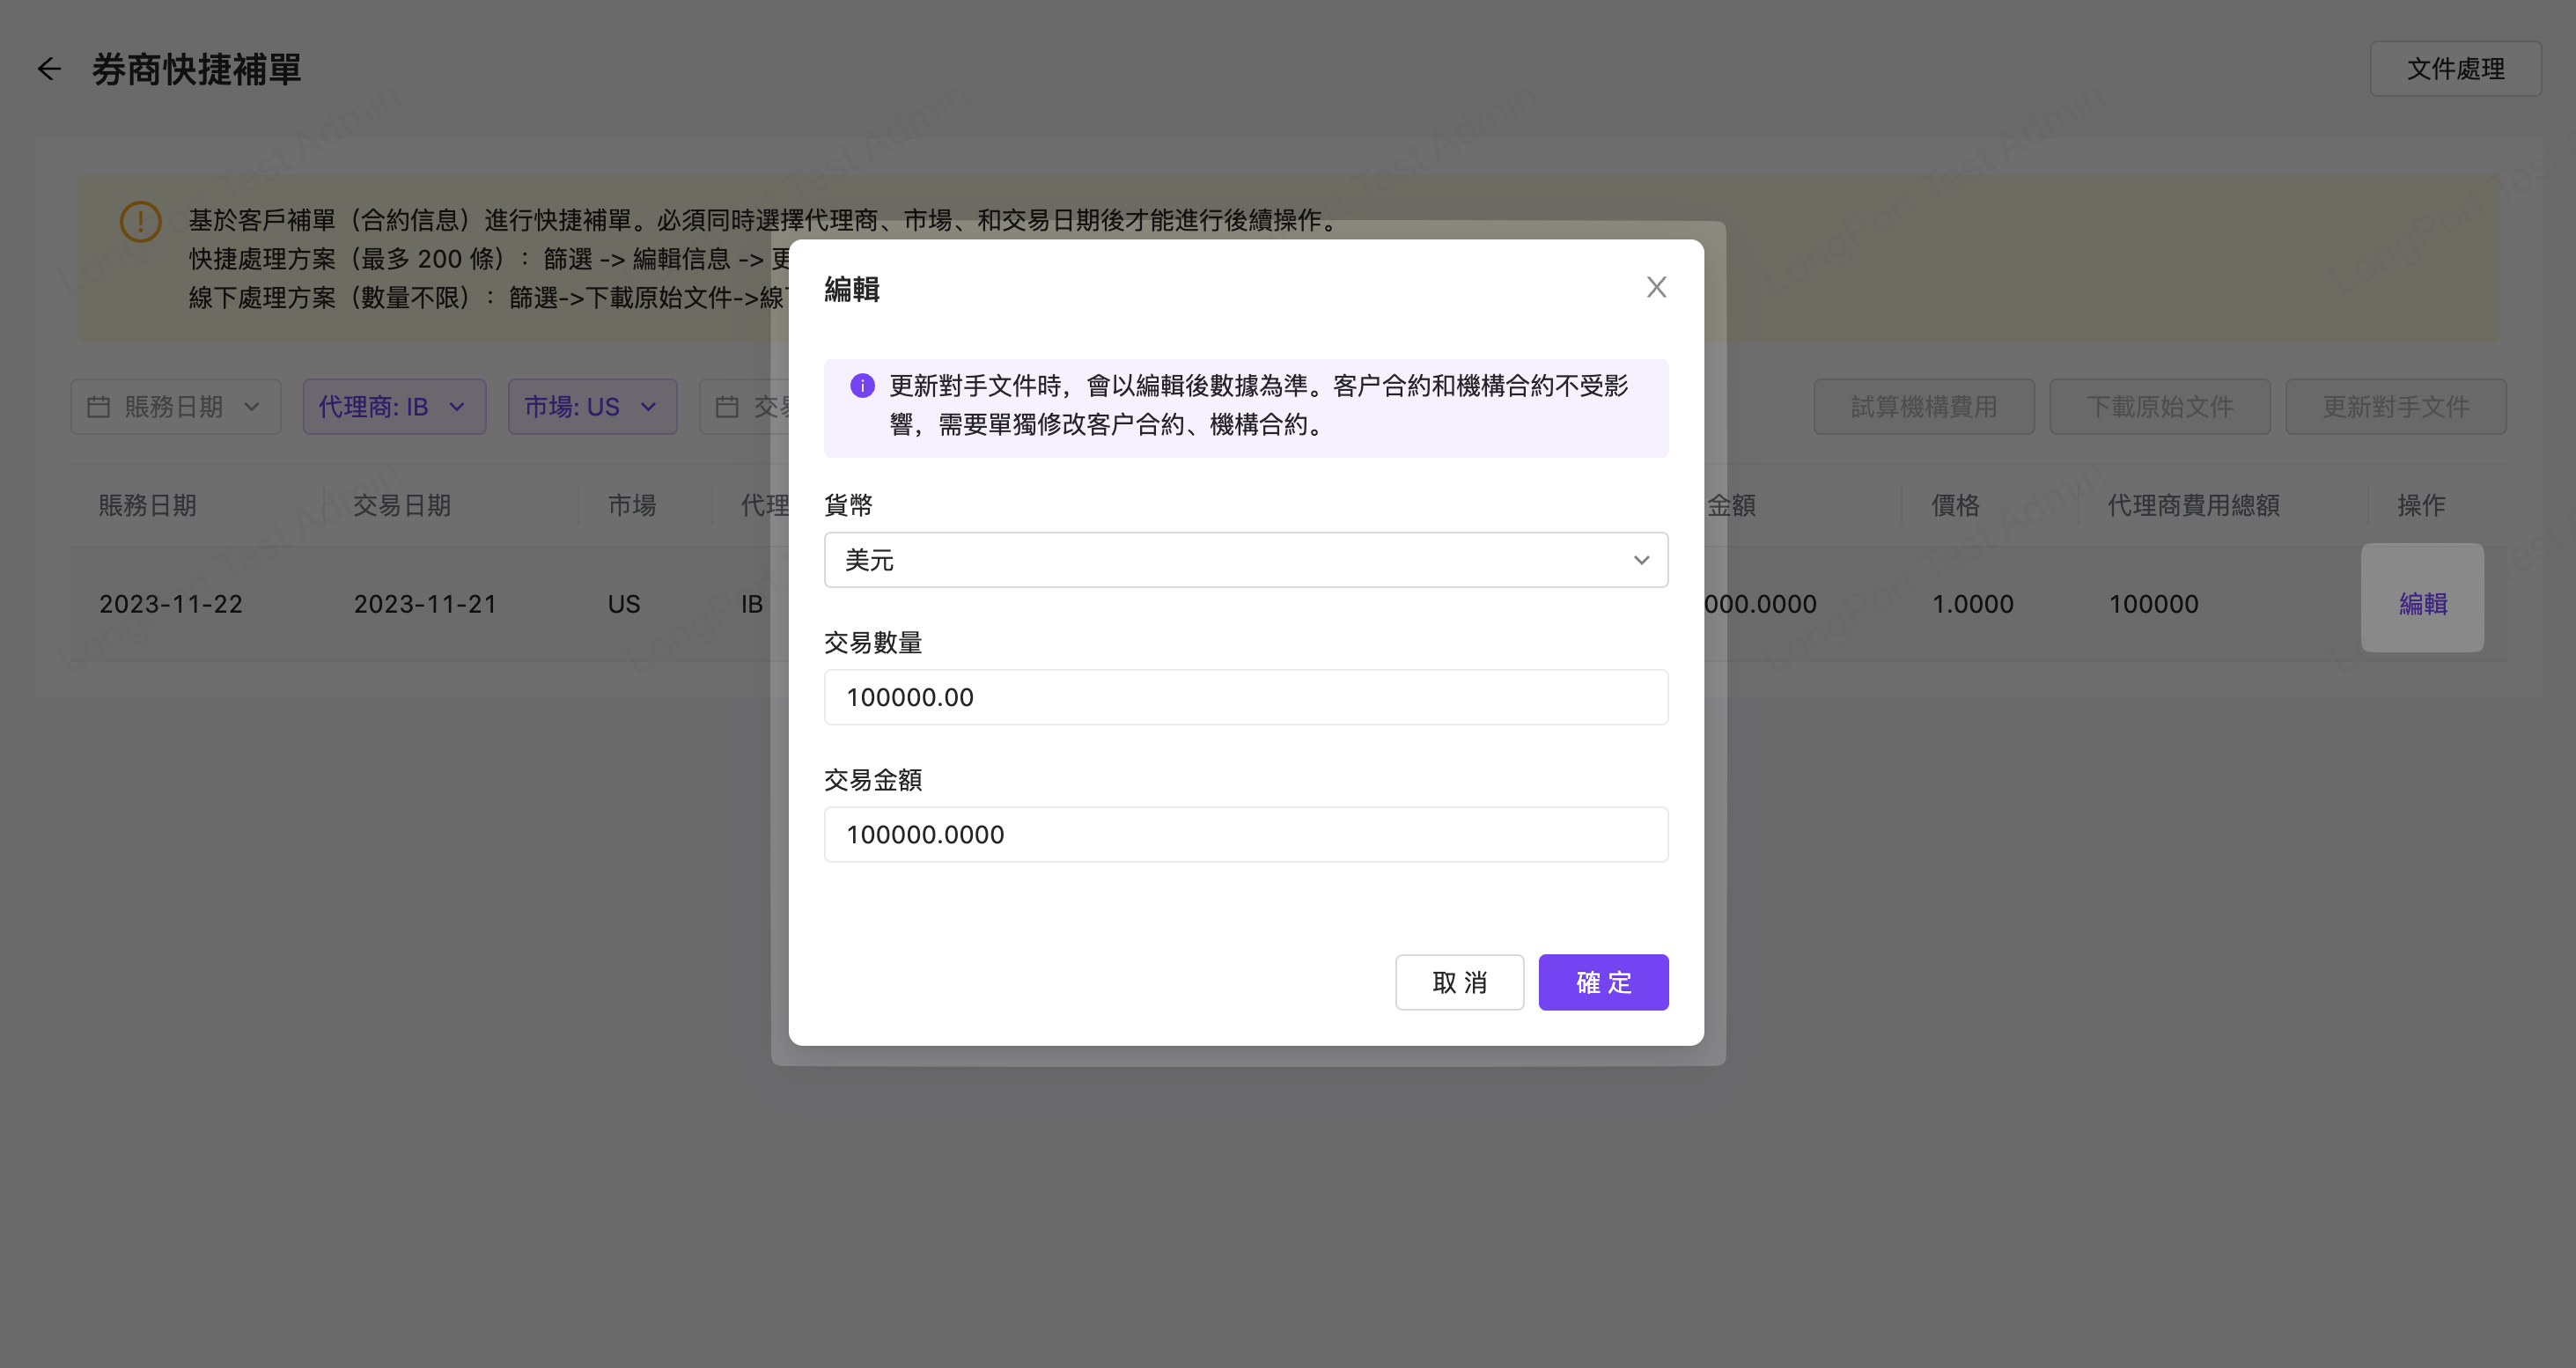 券商快捷補單
文件處理
基於客戶補單（合約信息）進行快捷補單。必須同時選擇代理商、市場、和交易日期後才能進行後續操作。
快捷處理方案（最多 200 條）：篩選 -> 編輯信息 -> 更
線下處理方案（數量不限）：篩選->下載原始文件->線
賬務日期
代理商: IB
市場: US
交易
試算機構費用
下載原始文件
更新對手文件
賬務日期 交易日期 市場 代理 金額 價格 代理商費用總額 操作
2023-11-22 2023-11-21 US IB 000.0000 1.0000 100000 編輯
編輯
更新對手文件時，會以編輯後數據為準。客户合約和機構合約不受影
響，需要單獨修改客户合約、機構合約。
貨幣
美元
交易數量
100000.00
交易金額
100000.0000
取 消
確 定
LongPort Test Admin